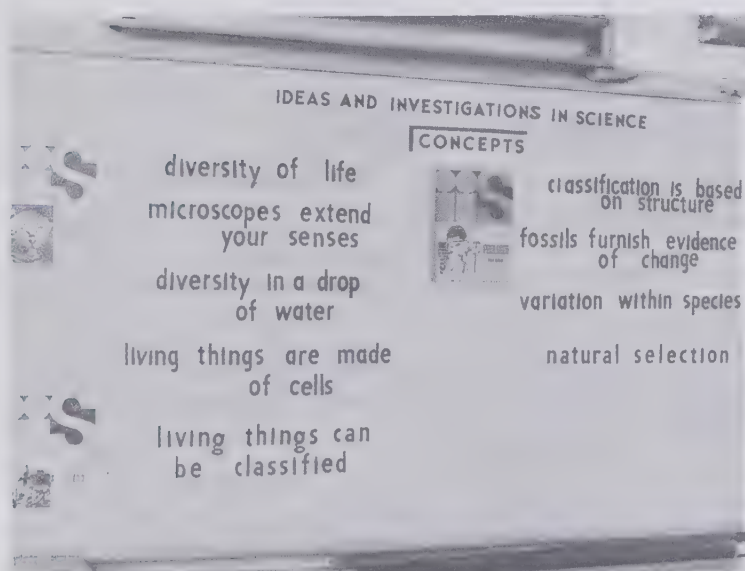 IDEAS AND INVESTIGATIONS IN SCIENCE
CONCEPTS
diversity of life
microscopes extend
your senses
diversity in a drop
of water
living things are made
of cells
living things can
be classified
classification is based
on structure
fossils furnish evidence
of change
variation within species
natural selection